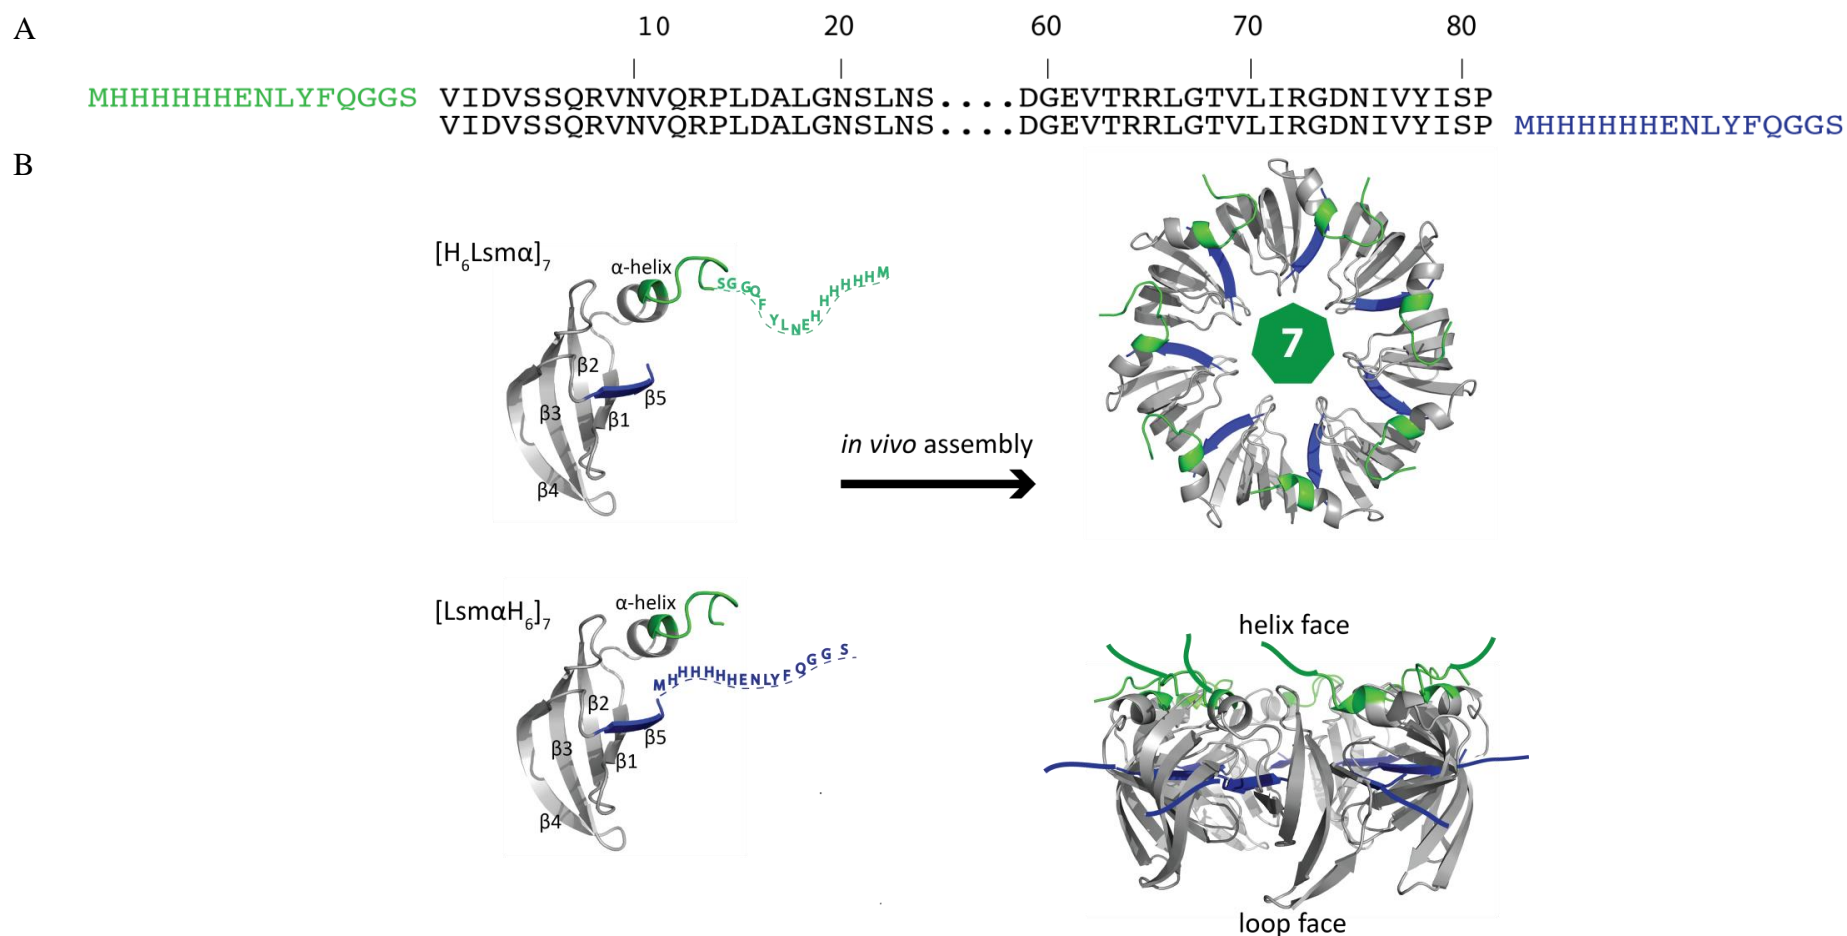 A
10 20 60 70 80
MHHHHHHENLYFQGGS VIDVSSQRVNVQRPLDALGNSLNS....DGEVTRRLGTVLIRGDNIVYISP
VIDVSSQRVNVQRPLDALGNSLNS....DGEVTRRLGTVLIRGDNIVYISP MHHHHHHENLYFQGGS
B
[H6Lsmα]7
α-helix
SGGQFYLNEHHHHHHM
β2
β5
β3
β1
β4
in vivo assembly
7
[LsmαH6]7
α-helix
MHHHHHHENLYFQGGS
β2
β5
β3
β1
β4
helix face
loop face